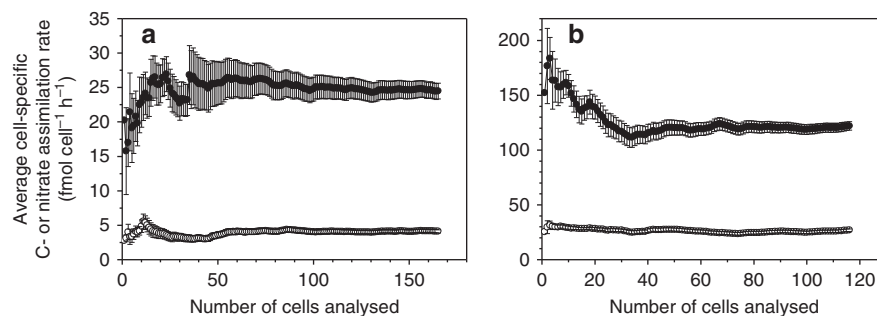 Average cell-specific
C- or nitrate assimilation rate
(fmol cell⁻¹ h⁻¹)
a
35
30
25
20
15
10
5
0
0 50 100 150
Number of cells analysed
b
200
150
100
50
0
0 20 40 60 80 100 120
Number of cells analysed